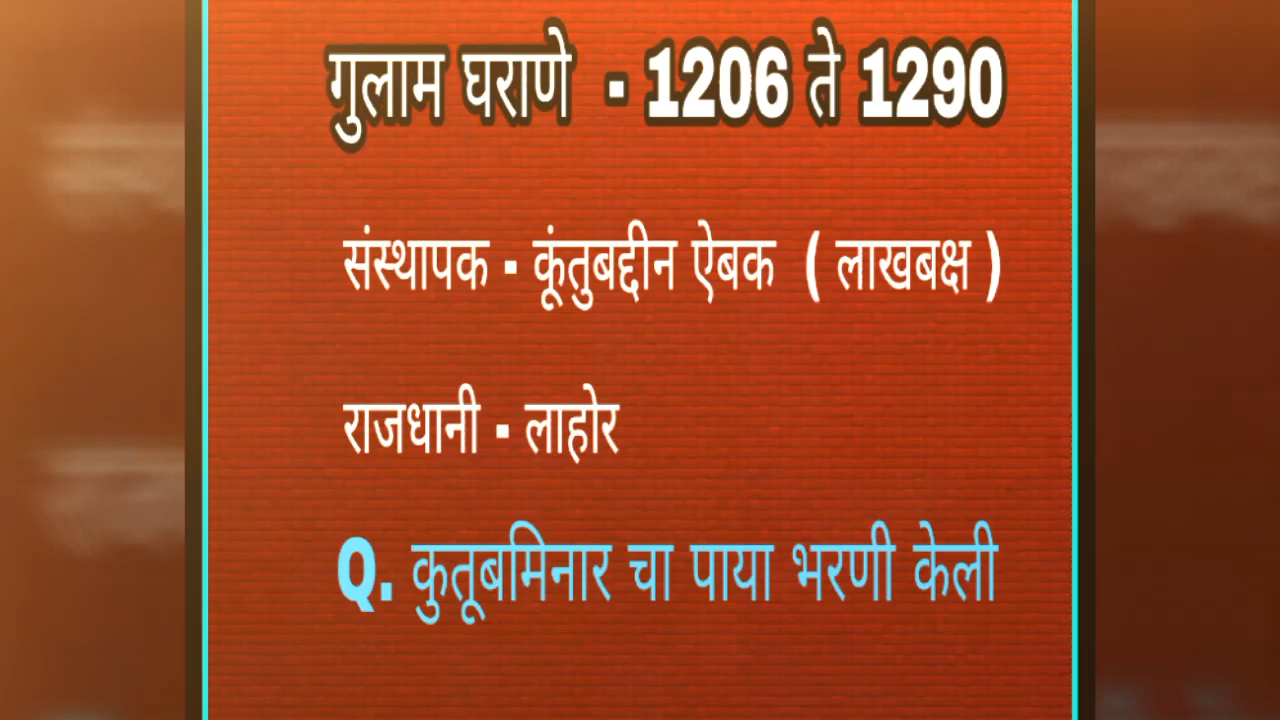 गुलाम घराणे - 1206 ते 1290
संस्थापक - कूंतुबद्दीन ऐबक ( लाखबक्ष )
राजधानी - लाहोर
Q. कुतूबमिनार चा पाया भरणी केली